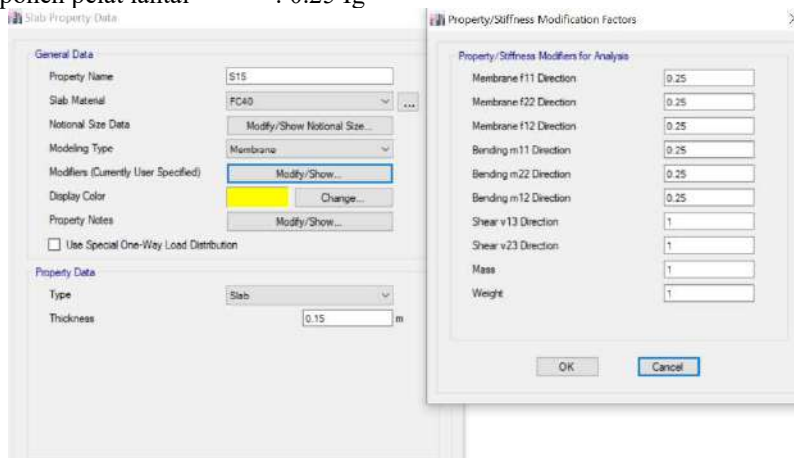 ponen pelat lantai : 0.25 Ig
Slab Property Data
General Data
Property Name S15
Slab Material FC40 ...
Notional Size Data Modify/Show Notional Size...
Modeling Type Membrane
Modifiers (Currently User Specified) Modify/Show...
Display Color Change...
Property Notes Modify/Show...
Use Special One-Way Load Distribution
Property Data
Type Slab
Thickness 0.15 m
Property/Stiffness Modification Factors
Property/Stiffness Modifiers for Analysis
Membrane f11 Direction 0.25
Membrane f22 Direction 0.25
Membrane f12 Direction 0.25
Bending m11 Direction 0.25
Bending m22 Direction 0.25
Bending m12 Direction 0.25
Shear v13 Direction 1
Shear v23 Direction 1
Mass 1
Weight 1
OK Cancel